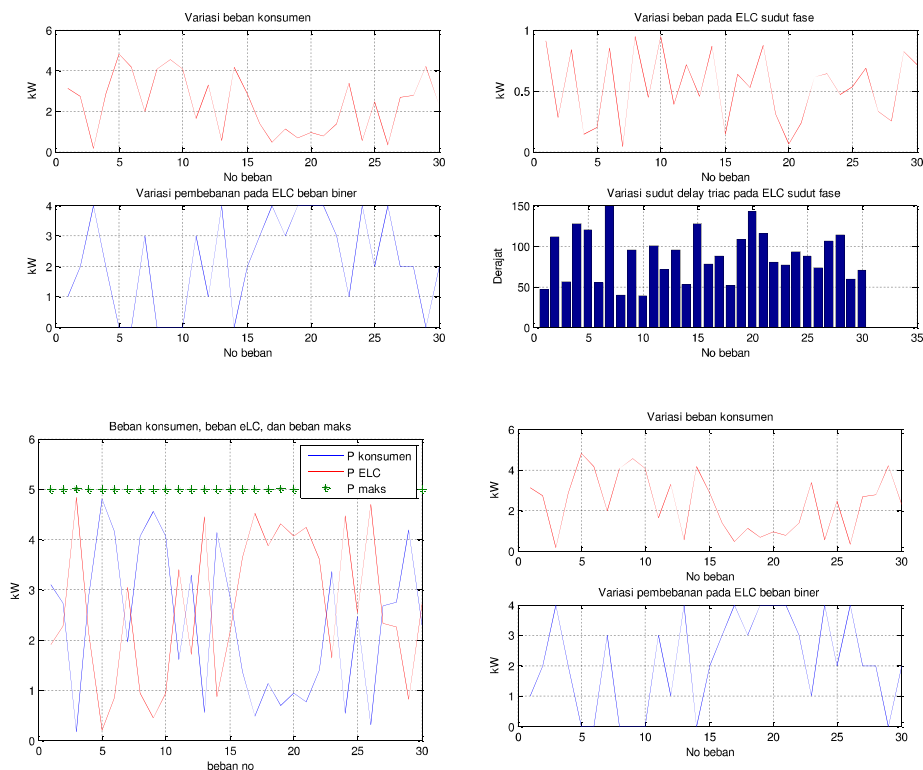 Variasi beban konsumen
6
4
2
0
kW
0 5 10 15 20 25 30
No beban
Variasi beban pada ELC sudut fase
1
0.5
0
kW
0 5 10 15 20 25 30
No beban
Variasi pembebanan pada ELC beban biner
4
3
2
1
0
kW
0 5 10 15 20 25 30
No beban
Variasi sudut delay triac pada ELC sudut fase
150
100
50
0
Derajat
0 5 10 15 20 25 30 35
No beban
Beban konsumen, beban eLC, dan beban maks
6
5
4
3
2
1
0
kW
P konsumen
P ELC
P maks
0 5 10 15 20 25 30
beban no
Variasi beban konsumen
6
4
2
0
kW
0 5 10 15 20 25 30
No beban
Variasi pembebanan pada ELC beban biner
4
3
2
1
0
kW
0 5 10 15 20 25 30
No beban